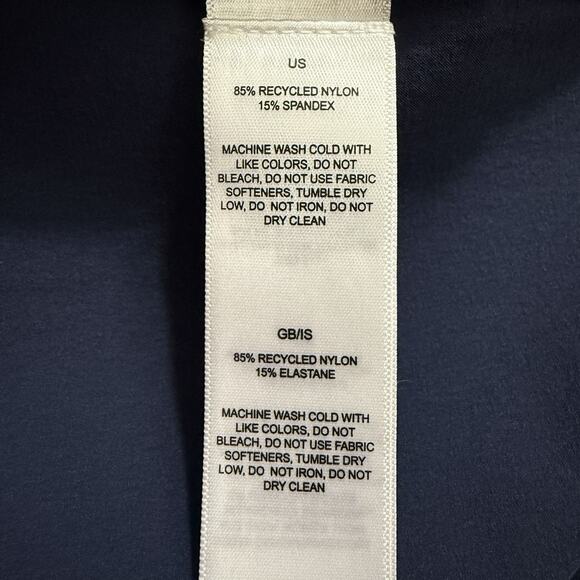 US
85% RECYCLED NYLON
15% SPANDEX
MACHINE WASH COLD WITH
LIKE COLORS, DO NOT
BLEACH, DO NOT USE FABRIC
SOFTENERS, TUMBLE DRY
LOW, DO NOT IRON, DO NOT
DRY CLEAN
GB/IS
85% RECYCLED NYLON
15% ELASTANE
MACHINE WASH COLD WITH
LIKE COLORS, DO NOT
BLEACH, DO NOT USE FABRIC
SOFTENERS, TUMBLE DRY
LOW, DO NOT IRON, DO NOT
DRY CLEAN